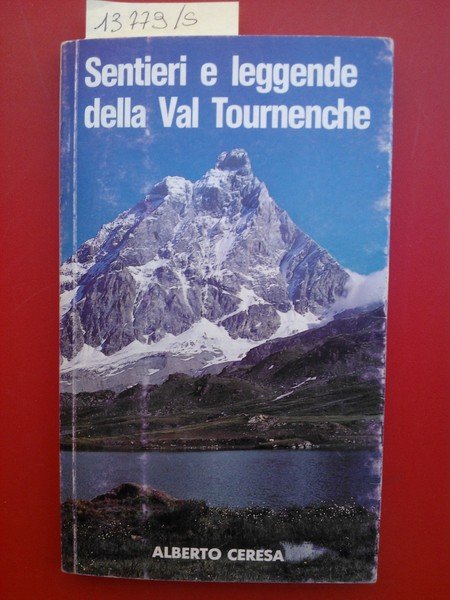 13779/S
Sentieri e leggende
della Val Tournenche
ALBERTO CERESA